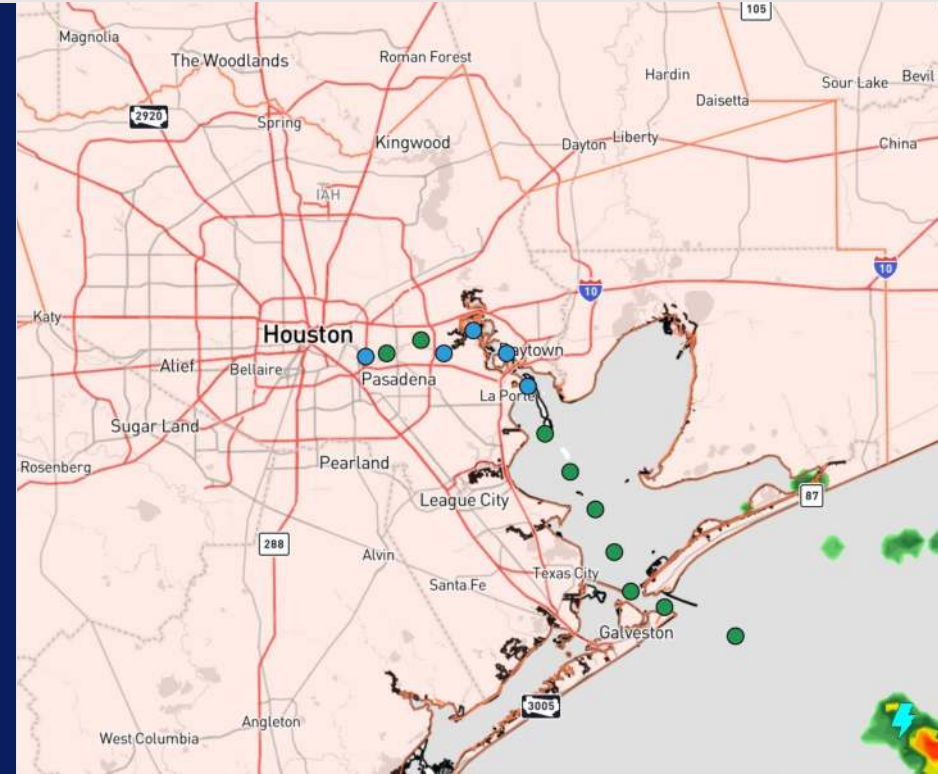 105
Magnolia
The Woodlands
Roman Forest
Hardin
Sour Lake
Bevil
Daisetta
2920
Spring
Kingwood
Dayton
Liberty
China
IAH
10
10
Katy
Houston
Alief
Bellaire
Pasadena
aytown
La Porte
Sugar Land
Rosenberg
Pearland
League City
87
288
Alvin
Santa Fe
Texas City
Galveston
3005
Angleton
West Columbia